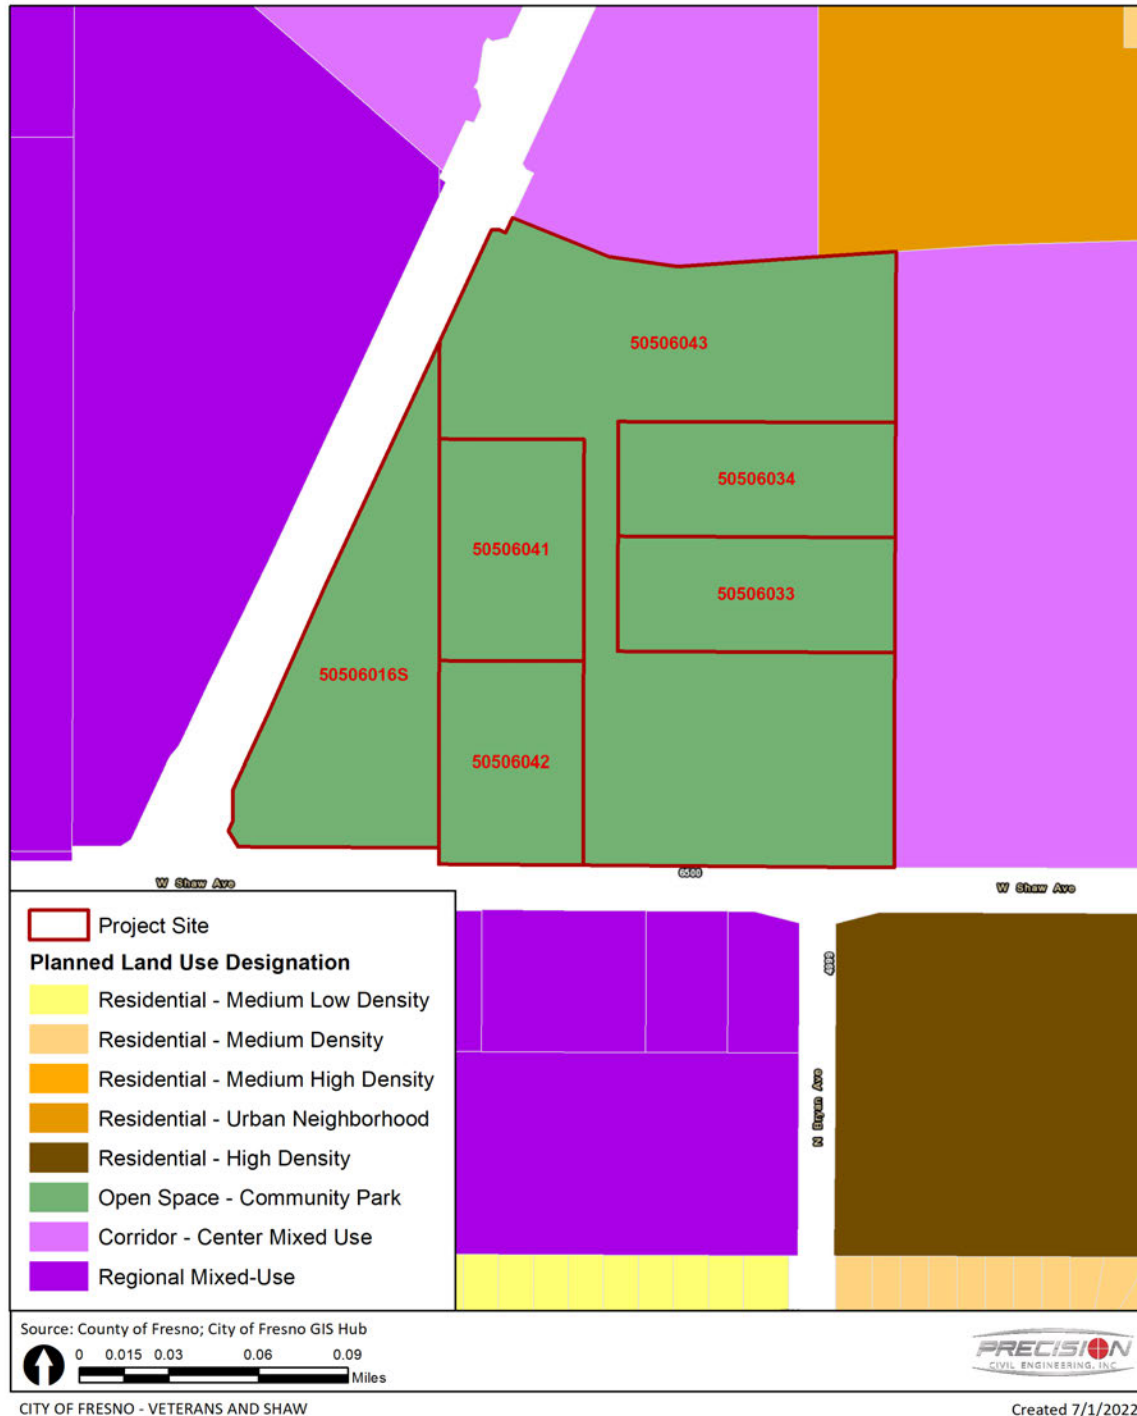 50506043
50506034
50506041
50506033
50506016S
50506042
W Shaw Ave
6500
W Shaw Ave
4999
N Bryan Ave
Project Site
Planned Land Use Designation
Residential - Medium Low Density
Residential - Medium Density
Residential - Medium High Density
Residential - Urban Neighborhood
Residential - High Density
Open Space - Community Park
Corridor - Center Mixed Use
Regional Mixed-Use
Source: County of Fresno; City of Fresno GIS Hub
0 0.015 0.03 0.06 0.09
Miles
PRECISION
CIVIL ENGINEERING, INC
CITY OF FRESNO - VETERANS AND SHAW
Created 7/1/2022